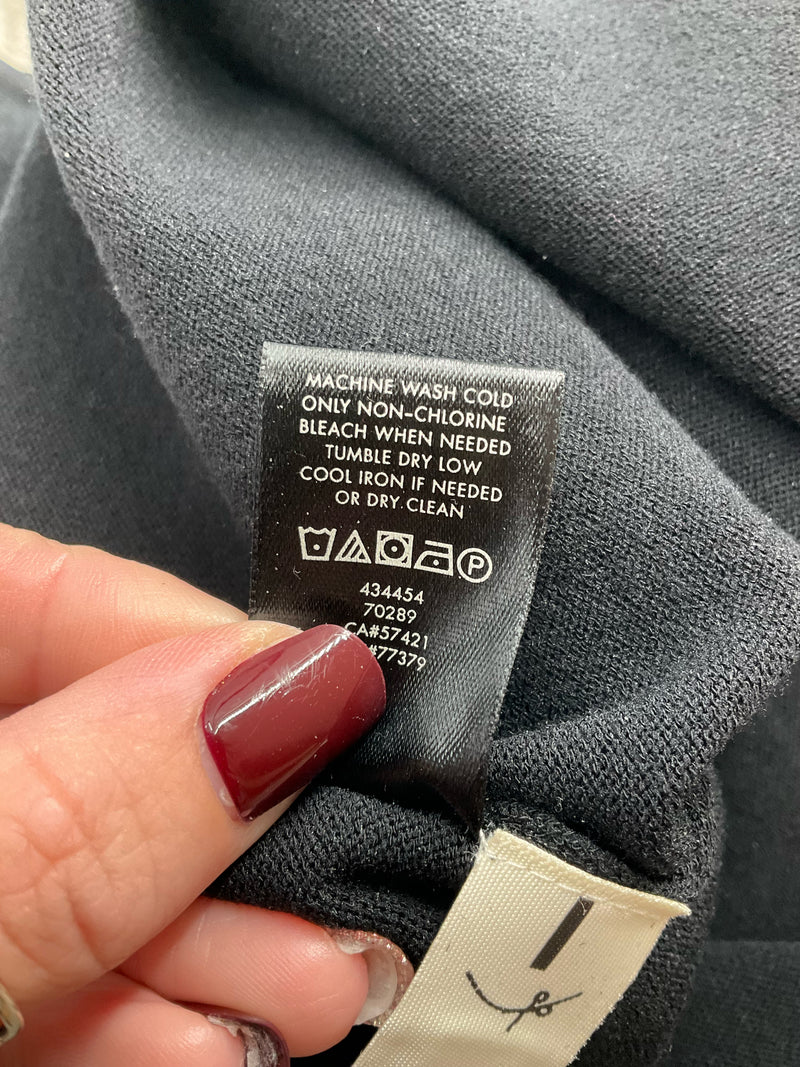 MACHINE WASH COLD
ONLY NON-CHLORINE
BLEACH WHEN NEEDED
TUMBLE DRY LOW
COOL IRON IF NEEDED
OR DRY CLEAN
P
434454
70289
CA#57421
#77379